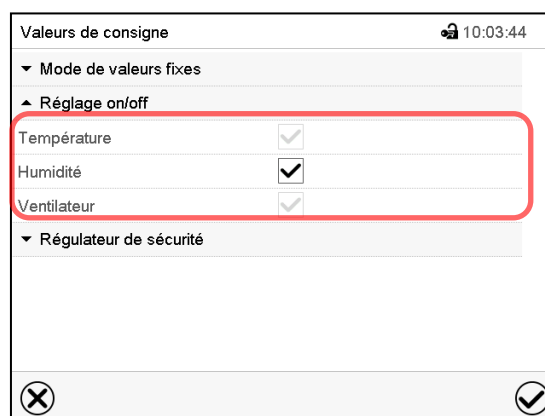 Valeurs de consigne 10:03:44
Mode de valeurs fixes
Réglage on/off
Température
Humidité
Ventilateur
Régulateur de sécurité